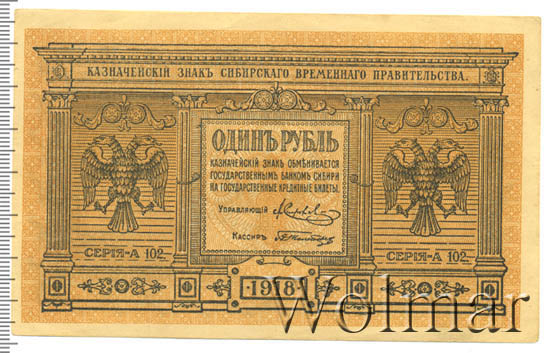 КАЗНАЧЕЙСКІЙ ЗНАКЪ СИБИРСКАГО ВРЕМЕННАГО ПРАВИТЕЛЬСТВА.
ОДИНЪ РУБЛЬ
КАЗНАЧЕЙСКІЙ ЗНАКЪ ОБМѢНИВАЕТСЯ
ГОСУДАРСТВЕННЫМЪ БАНКОМЪ СИБИРИ
НА ГОСУДАРСТВЕННЫЕ КРЕДИТНЫЕ БИЛЕТЫ.
УПРАВЛЯЮЩІЙ
КАССИРЪ
СЕРІЯ-А 102
СЕРІЯ-А 102
1918
Wolmar